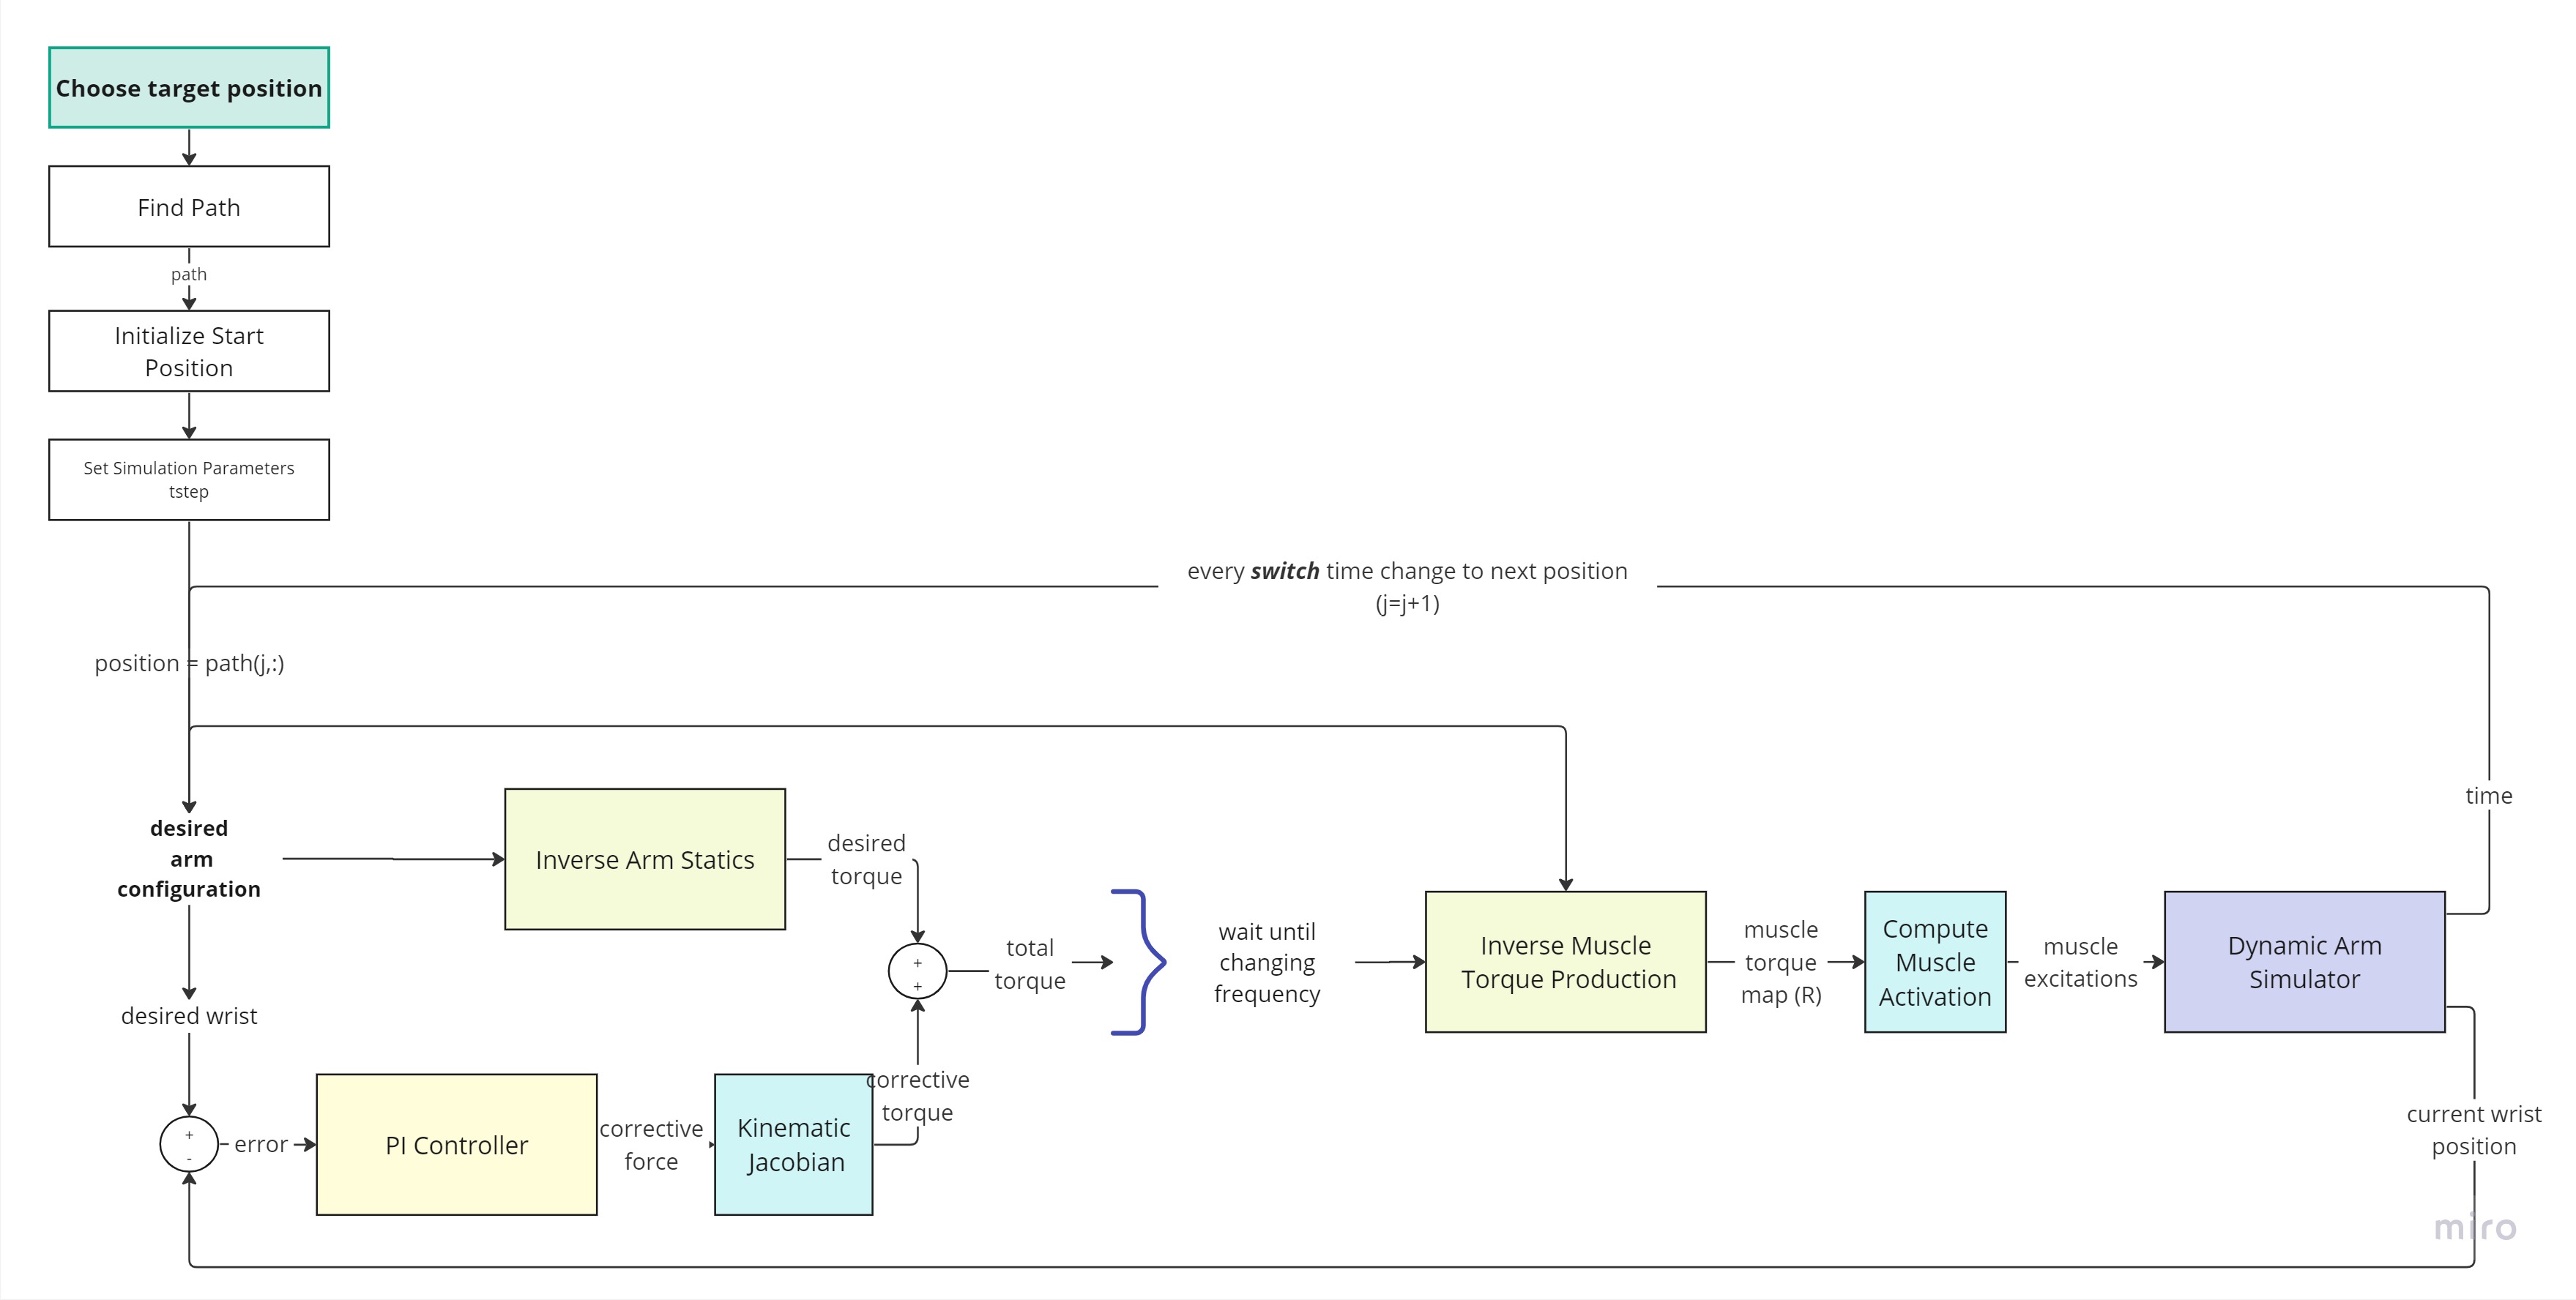 Choose target position
Find Path
path
Initialize Start
Position
Set Simulation Parameters
tstep
every switch time change to next position
(j=j+1)
position = path(j,:)
time
desired
arm
configuration
Inverse Arm Statics
desired
torque
+
+
total
torque
wait until
changing
frequency
Inverse Muscle
Torque Production
muscle
torque
map (R)
Compute
Muscle
Activation
muscle
excitations
Dynamic Arm
Simulator
desired wrist
+
-
error
PI Controller
corrective
force
Kinematic
Jacobian
corrective
torque
current wrist
position
miro